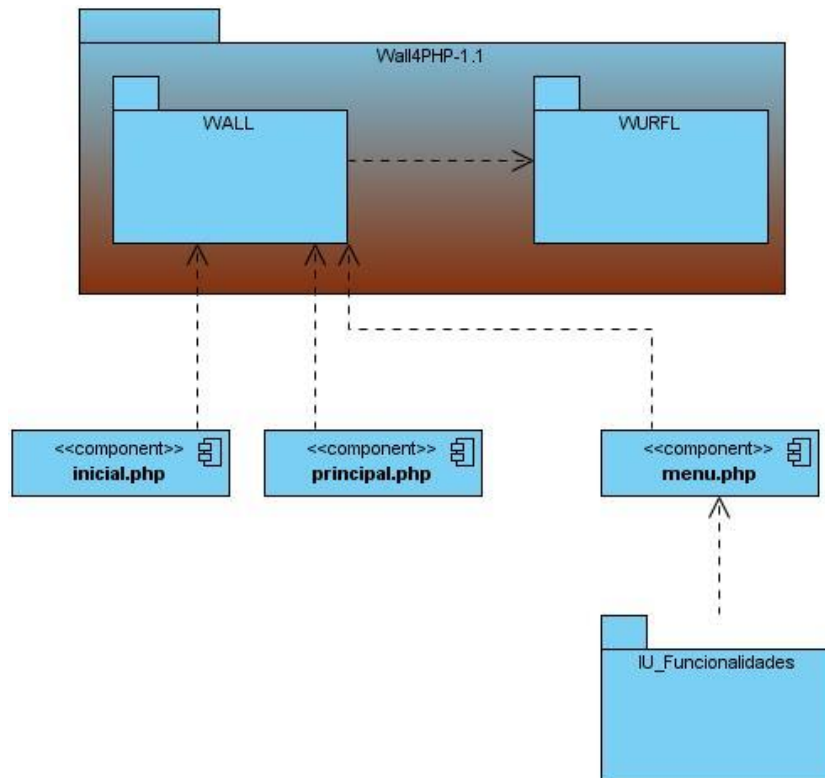 Wall4PHP-1.1
WALL
WURFL
<<component>>
inicial.php
<<component>>
principal.php
<<component>>
menu.php
IU_Funcionalidades